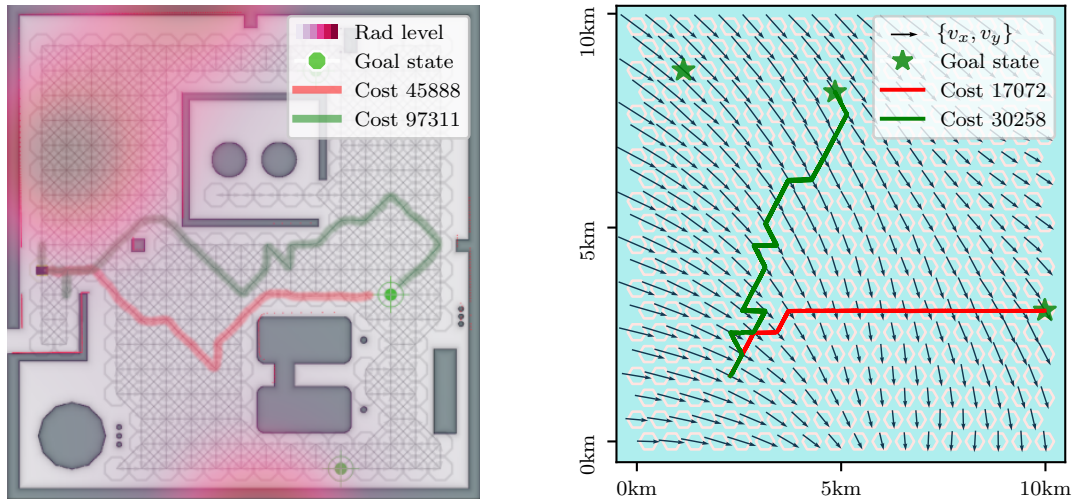 Rad level
Goal state
Cost 45888
Cost 97311
{v_x, v_y}
Goal state
Cost 17072
Cost 30258
10km
5km
0km
0km
5km
10km